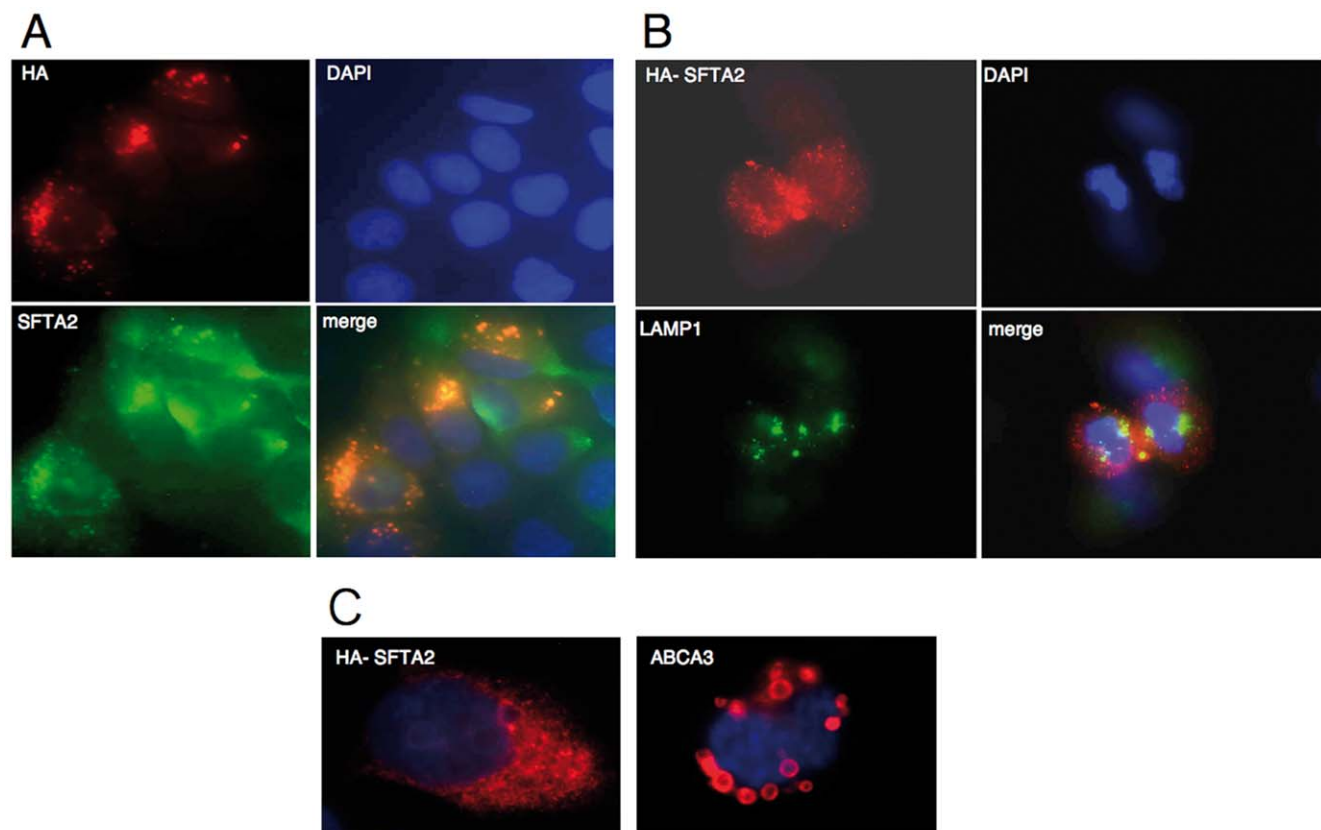 A
HA
DAPI
SFTA2
merge
B
HA- SFTA2
DAPI
LAMP1
merge
C
HA- SFTA2
ABCA3